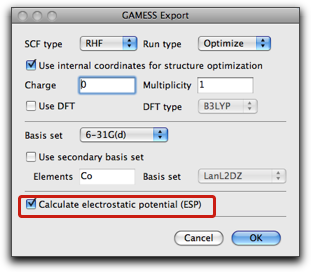 GAMESS Export
SCF type RHF Run type Optimize
Use internal coordinates for structure optimization
Charge 0 Multiplicity 1
Use DFT DFT type B3LYP
Basis set 6-31G(d)
Use secondary basis set
Elements Co Basis set LanL2DZ
Calculate electrostatic potential (ESP)
Cancel OK